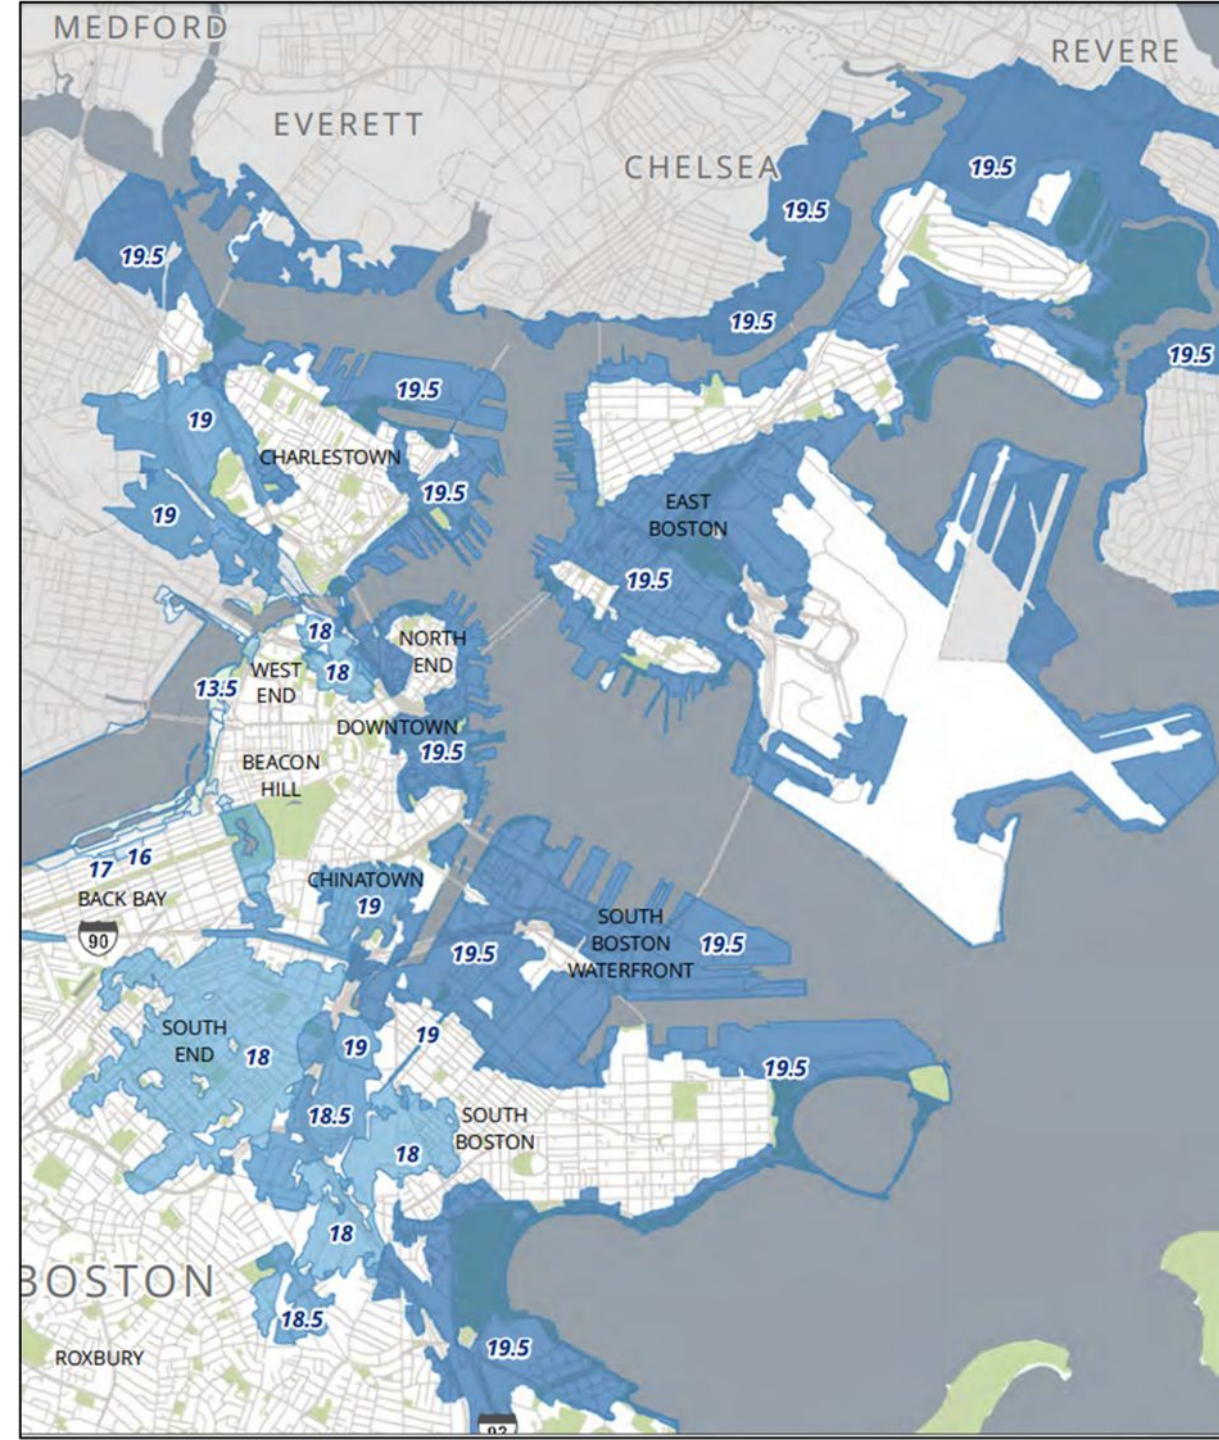 MEDFORD
REVERE
EVERETT
CHELSEA
19.5
19.5
19.5
19.5
19.5
19.5
19
CHARLESTOWN
19.5
19
EAST
BOSTON
19.5
18
NORTH
END
WEST
END
18
13.5
DOWNTOWN
19.5
BEACON
HILL
16
17
BACK BAY
CHINATOWN
19
90
SOUTH
BOSTON
WATERFRONT
19.5
19.5
SOUTH
END
18
19
19
19.5
18.5
SOUTH
BOSTON
18
18
BOSTON
18.5
19.5
ROXBURY